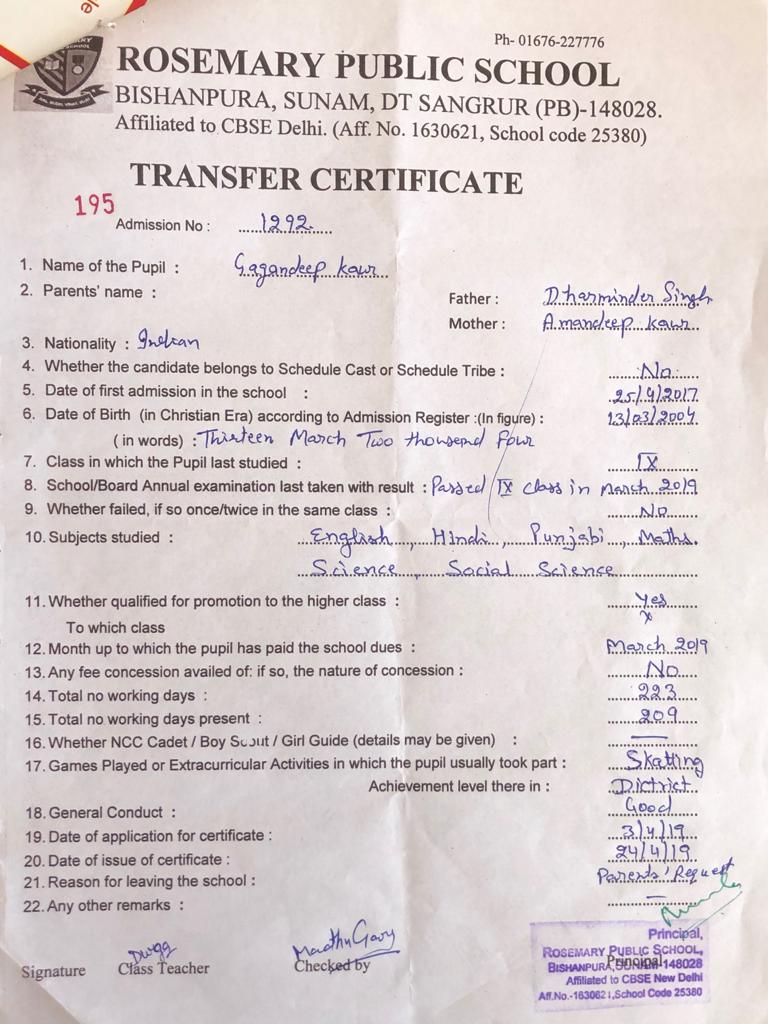 Ph- 01676-227776
ROSEMARY PUBLIC SCHOOL
BISHANPURA, SUNAM, DT SANGRUR (PB)-148028.
Affiliated to CBSE Delhi. (Aff. No. 1630621, School code 25380)
TRANSFER CERTIFICATE
195
Admission No : 1292
1. Name of the Pupil : Gagandeep Kaur
2. Parents' name :
Father : Dharminder Singh
Mother : Amandeep Kaur
3. Nationality : Indian
4. Whether the candidate belongs to Schedule Cast or Schedule Tribe : No
5. Date of first admission in the school : 25/4/2017
6. Date of Birth (in Christian Era) according to Admission Register :(In figure) : 13/03/2004
( in words) : Thirteen March Two thousend four
7. Class in which the Pupil last studied : IX
8. School/Board Annual examination last taken with result : Passed IX class in March 2019
9. Whether failed, if so once/twice in the same class : No
10. Subjects studied : English, Hindi, Punjabi, Maths.
Science, Social Science
11. Whether qualified for promotion to the higher class : Yes
To which class X
12. Month up to which the pupil has paid the school dues : March 2019
13. Any fee concession availed of: if so, the nature of concession : No
14. Total no working days : 223
15. Total no working days present : 209
16. Whether NCC Cadet / Boy Scout / Girl Guide (details may be given) : —
17. Games Played or Extracurricular Activities in which the pupil usually took part : Skatting
Achievement level there in : District
18. General Conduct : Good
19. Date of application for certificate : 3/4/19
20. Date of issue of certificate : 24/4/19
21. Reason for leaving the school : Parents' Request
22. Any other remarks : —
Madhu Garg
Signature Class Teacher Checked by Principal
Principal,
ROSEMARY PUBLIC SCHOOL,
BISHANPURA, SUNAM-148028
Affiliated to CBSE New Delhi
Aff.No.-1630621,School Code 25380